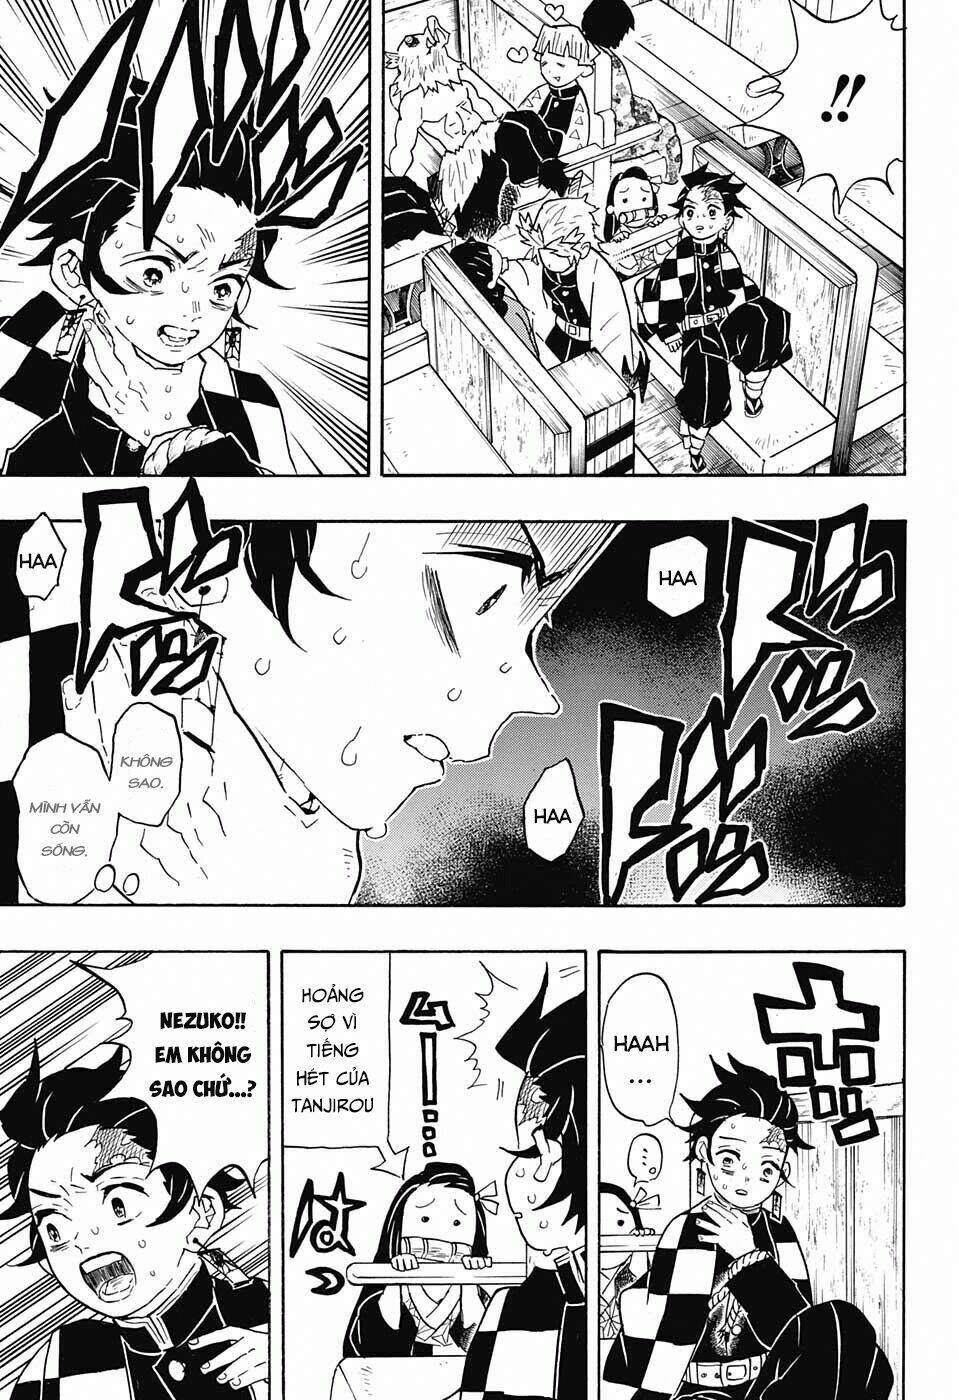 !!
HAA
HAA
HAA
KHÔNG
SAO.
MÌNH VẪN
CÒN
SỐNG.
HAAH
...
...
HOẢNG
SỢ VÌ
TIẾNG
HÉT CỦA
TANJIROU
は
NEZUKO!!
EM KHÔNG
SAO CHỨ...?